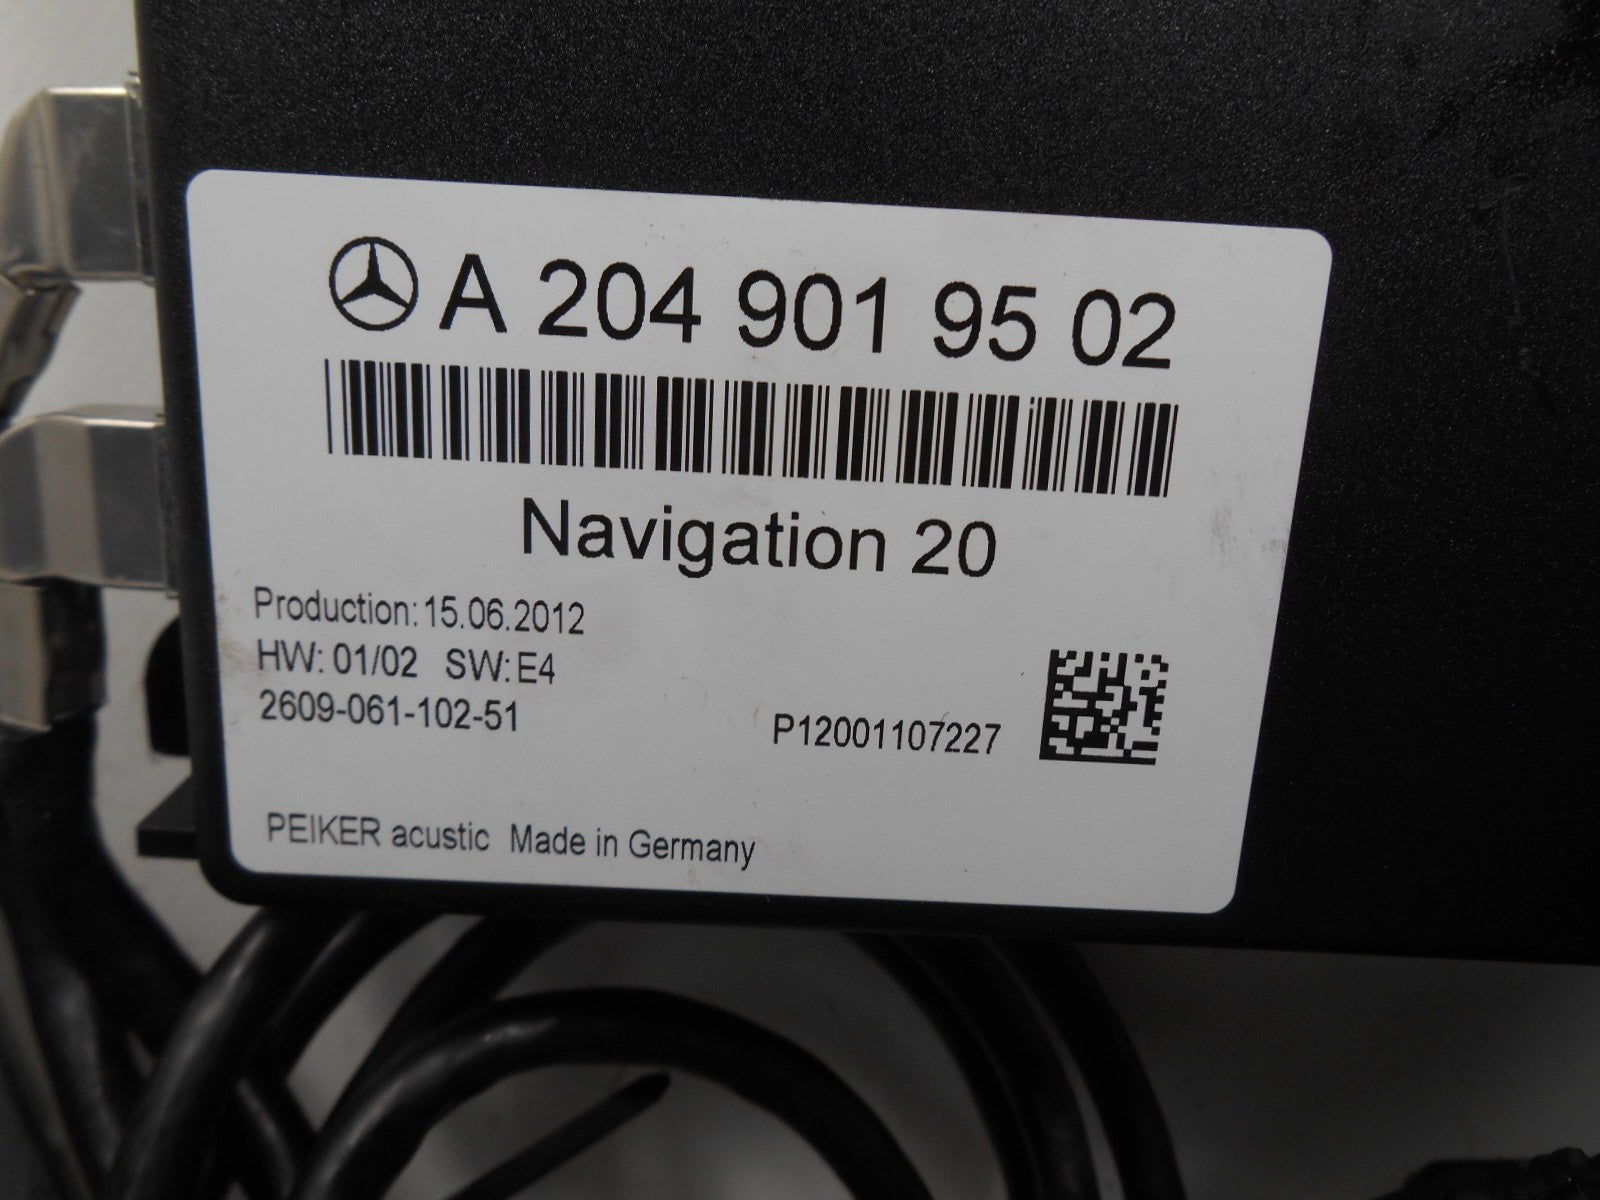 A 204 901 95 02
Navigation 20
Production: 15.06.2012
HW: 01/02 SW: E4
2609-061-102-51
P12001107227
PEIKER acustic Made in Germany